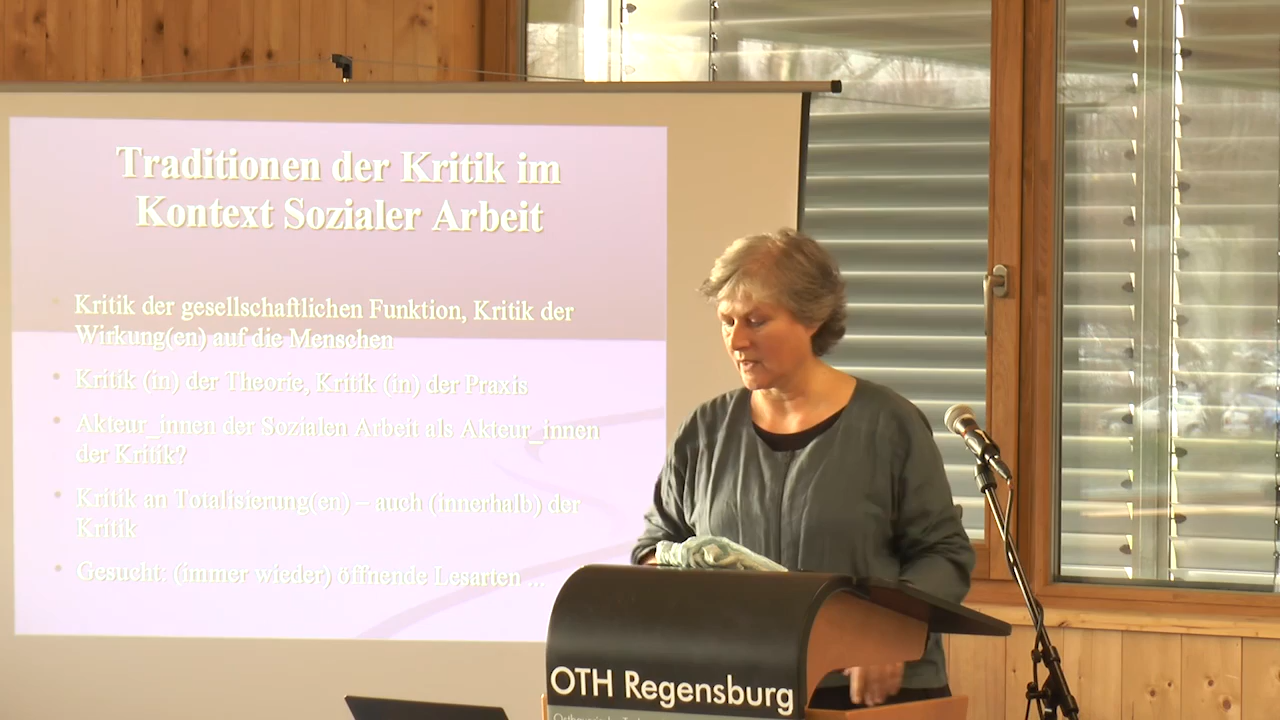 Traditionen der Kritik im
Kontext Sozialer Arbeit
Kritik der gesellschaftlichen Funktion, Kritik der
Wirkung(en) auf die Menschen
Kritik (in) der Theorie, Kritik (in) der Praxis
Akteur_innen der Sozialen Arbeit als Akteur_innen
der Kritik?
Kritik an Totalisierung(en) – auch (innerhalb) der
Kritik
Gesucht: (immer wieder) öffnende Lesarten ...
OTH Regensburg